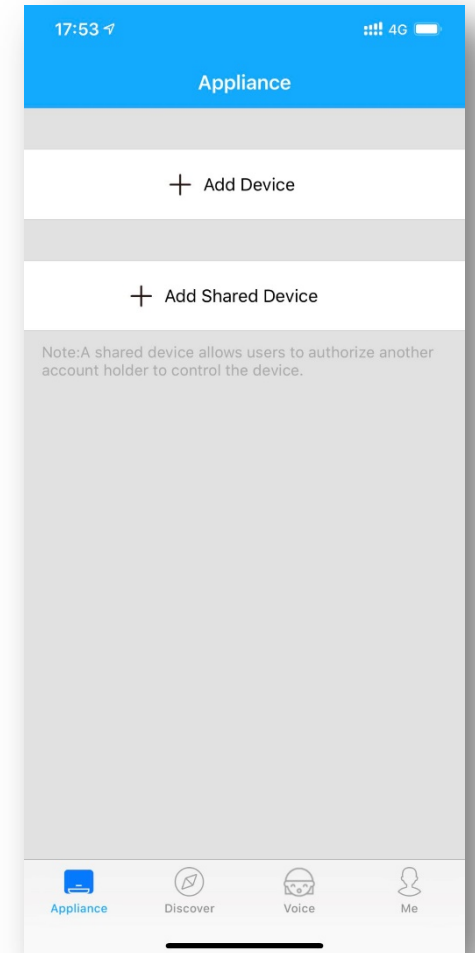 17:53 4G
Appliance
+ Add Device
+ Add Shared Device
Note:A shared device allows users to authorize another
account holder to control the device.
Appliance Discover Voice Me